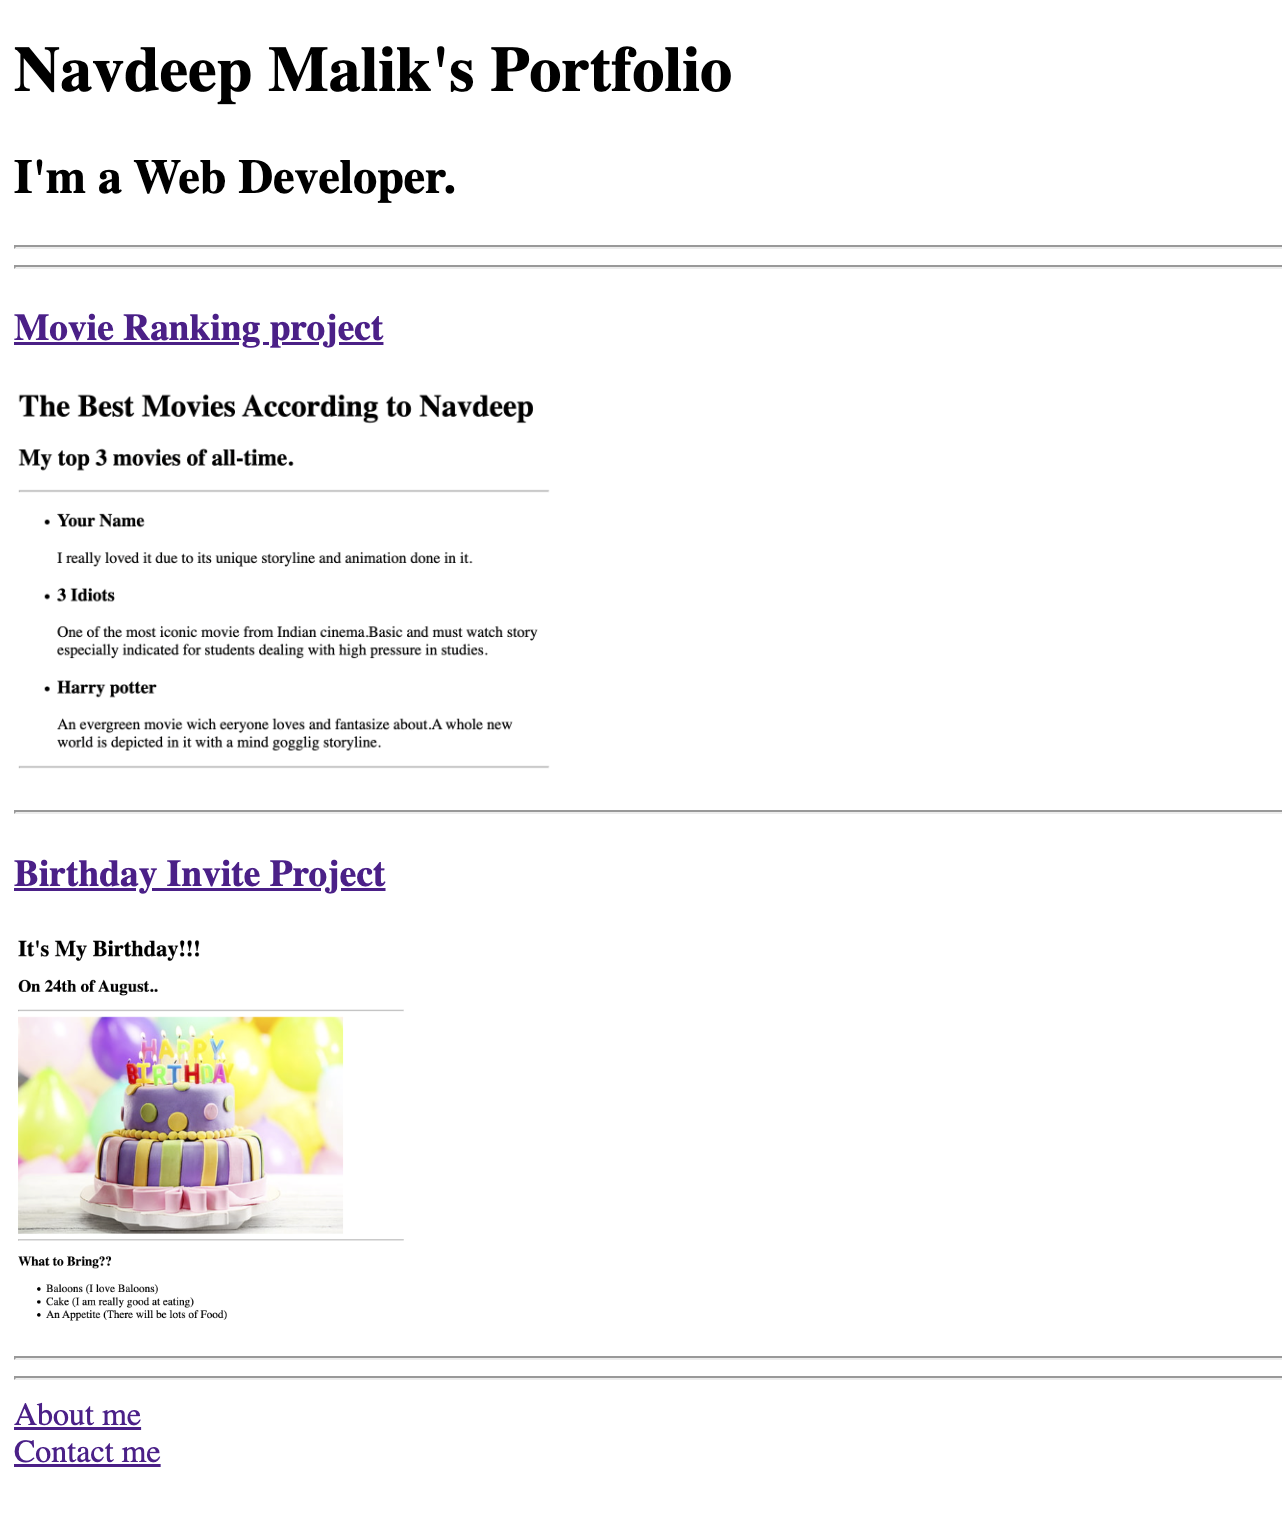 Navdeep Malik's Portfolio
I'm a Web Developer.
Movie Ranking project
The Best Movies According to Navdeep
My top 3 movies of all-time.
Your Name
I really loved it due to its unique storyline and animation done in it.
3 Idiots
One of the most iconic movie from Indian cinema.Basic and must watch story
especially indicated for students dealing with high pressure in studies.
Harry potter
An evergreen movie wich eeryone loves and fantasize about.A whole new
world is depicted in it with a mind gogglig storyline.
Birthday Invite Project
It's My Birthday!!!
On 24th of August..
HAPPY
BIRTHDAY
What to Bring??
Baloons (I love Baloons)
Cake (I am really good at eating)
An Appetite (There will be lots of Food)
About me
Contact me